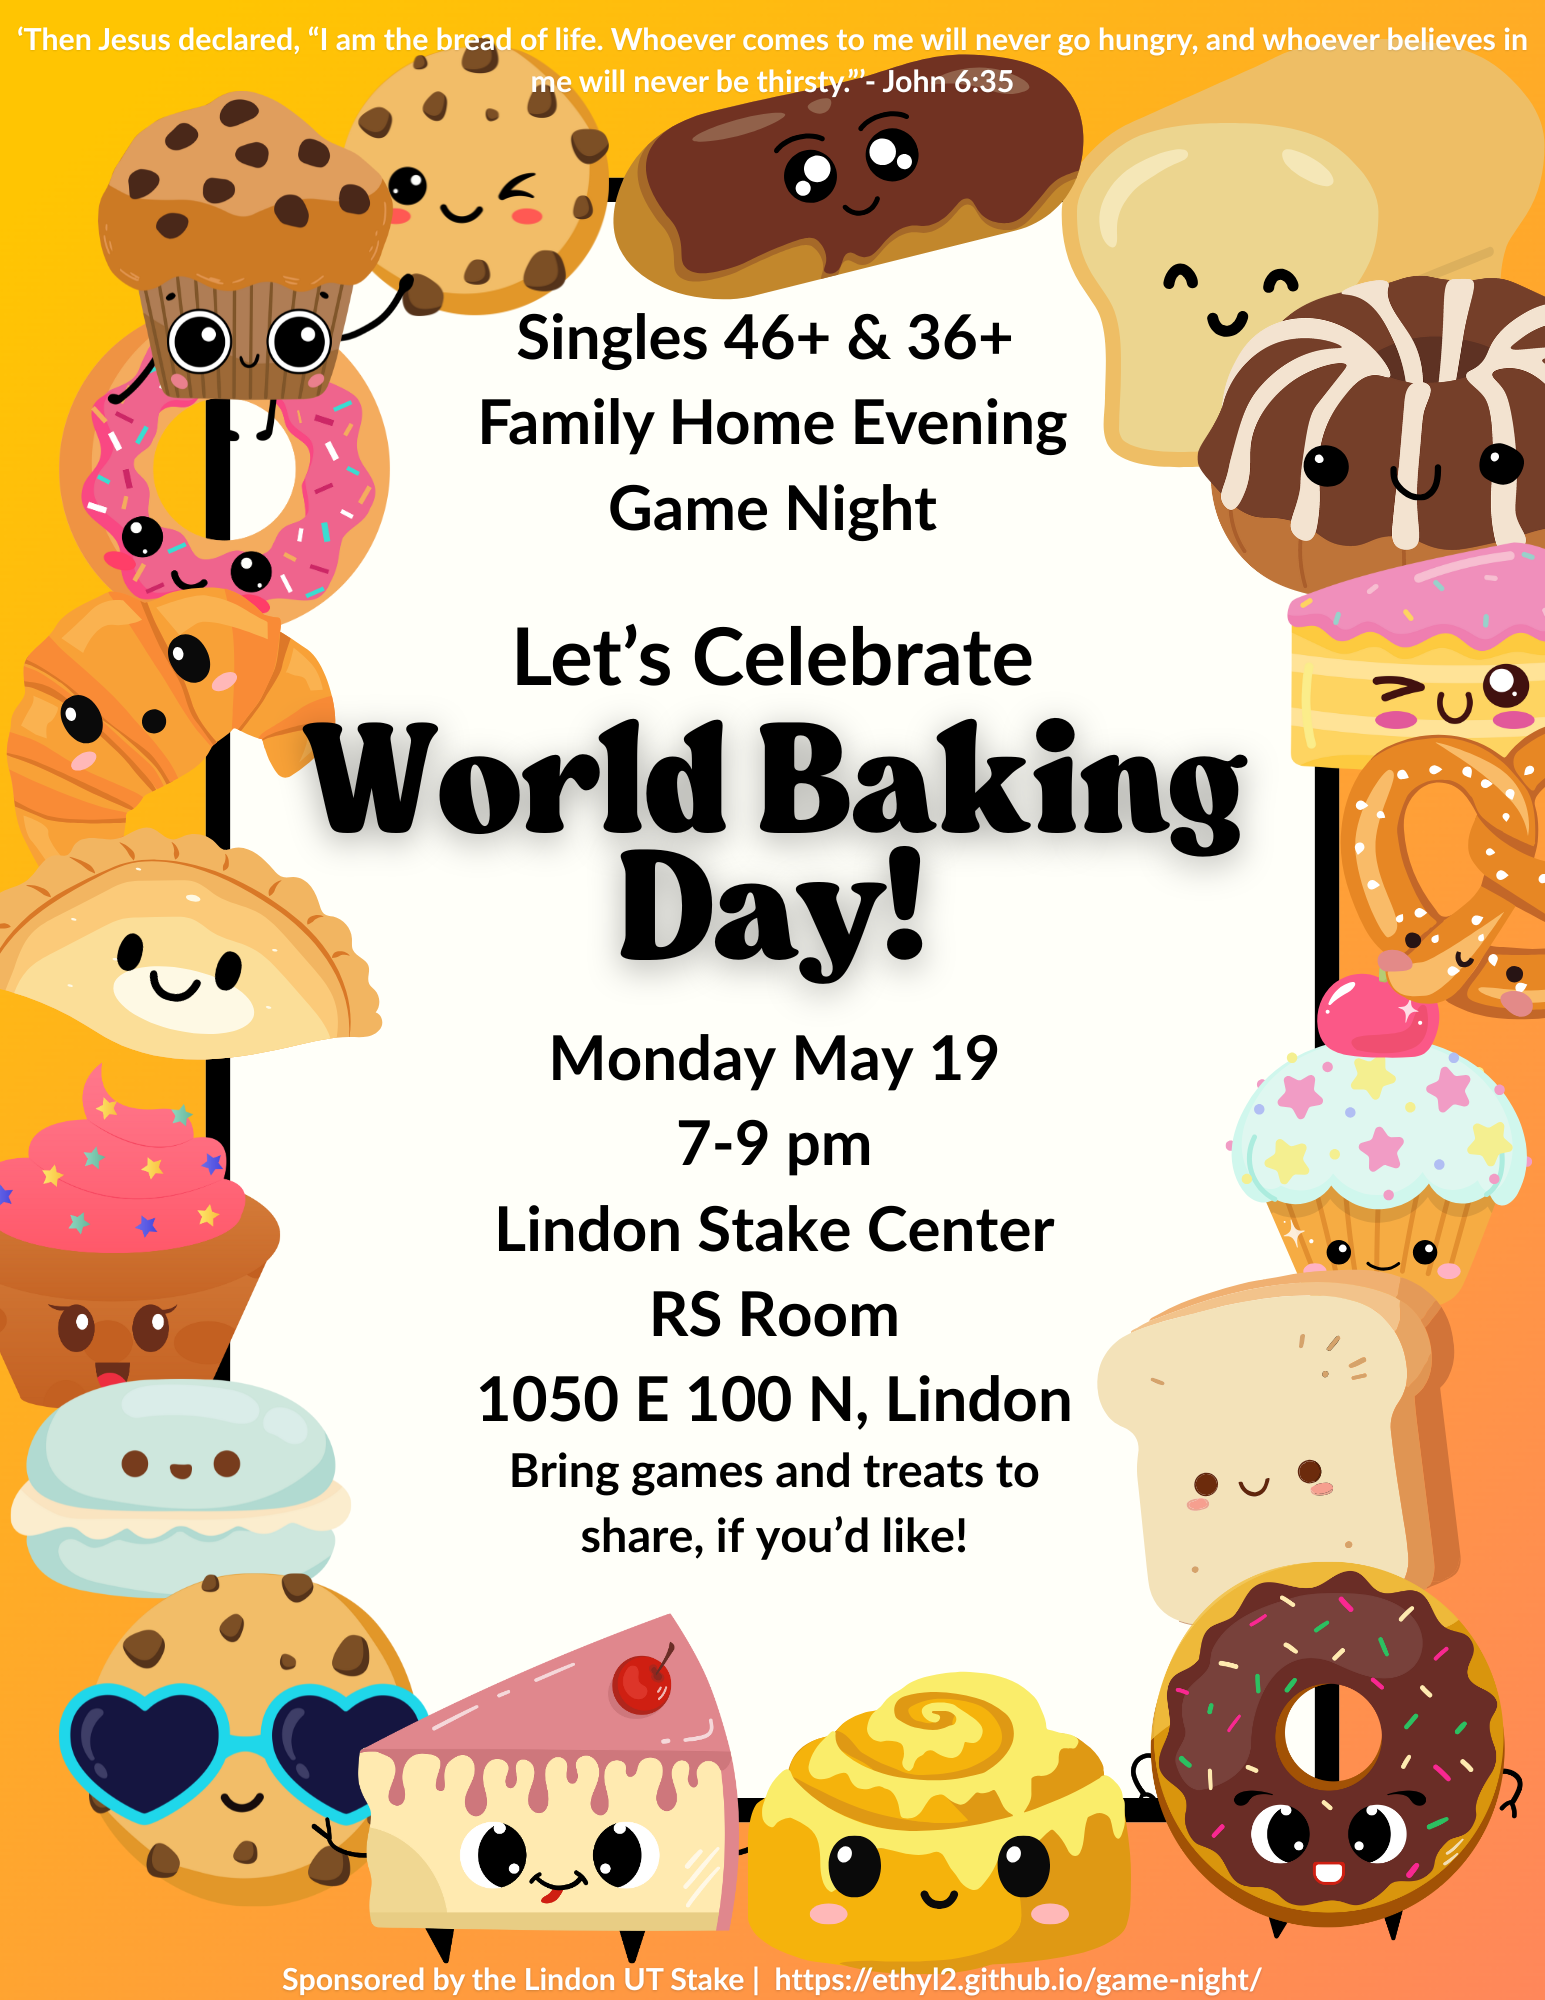 ‘Then Jesus declared, “I am the bread of life. Whoever comes to me will never go hungry, and whoever believes in
me will never be thirsty.”’- John 6:35
Singles 46+ & 36+
Family Home Evening
Game Night
Let’s Celebrate
World Baking
Day!
Monday May 19
7-9 pm
Lindon Stake Center
RS Room
1050 E 100 N, Lindon
Bring games and treats to
share, if you’d like!
Sponsored by the Lindon UT Stake | https://ethyl2.github.io/game-night/